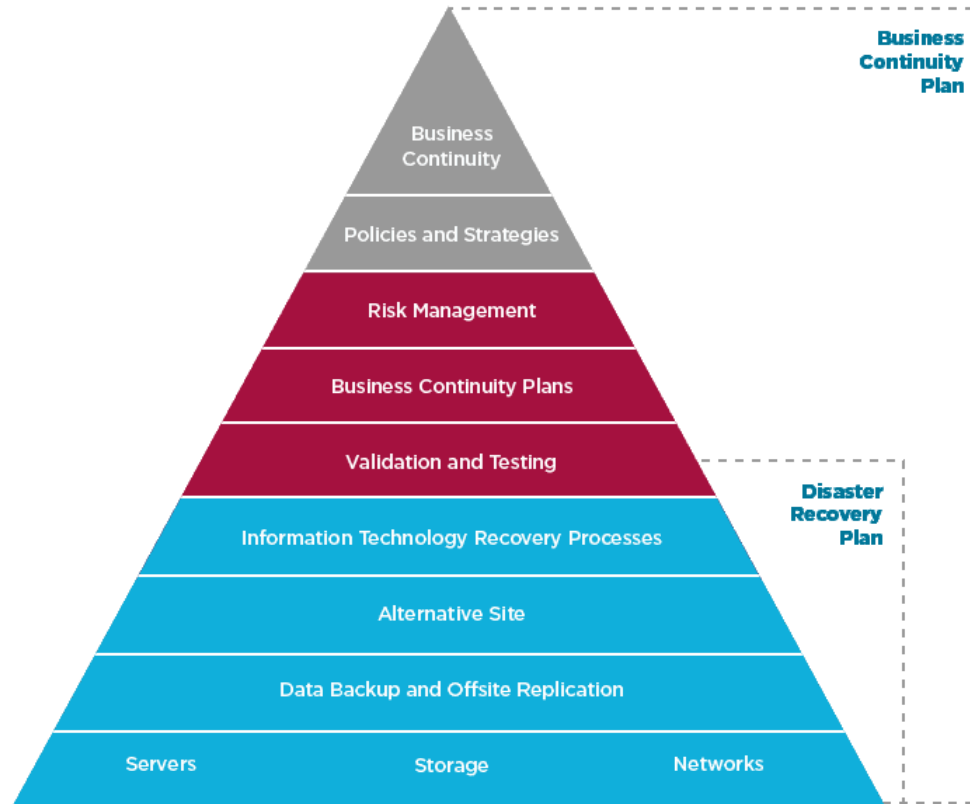 Business
Continuity
Plan
Business
Continuity
Policies and Strategies
Risk Management
Business Continuity Plans
Validation and Testing
Disaster
Recovery
Plan
Information Technology Recovery Processes
Alternative Site
Data Backup and Offsite Replication
Servers Storage Networks